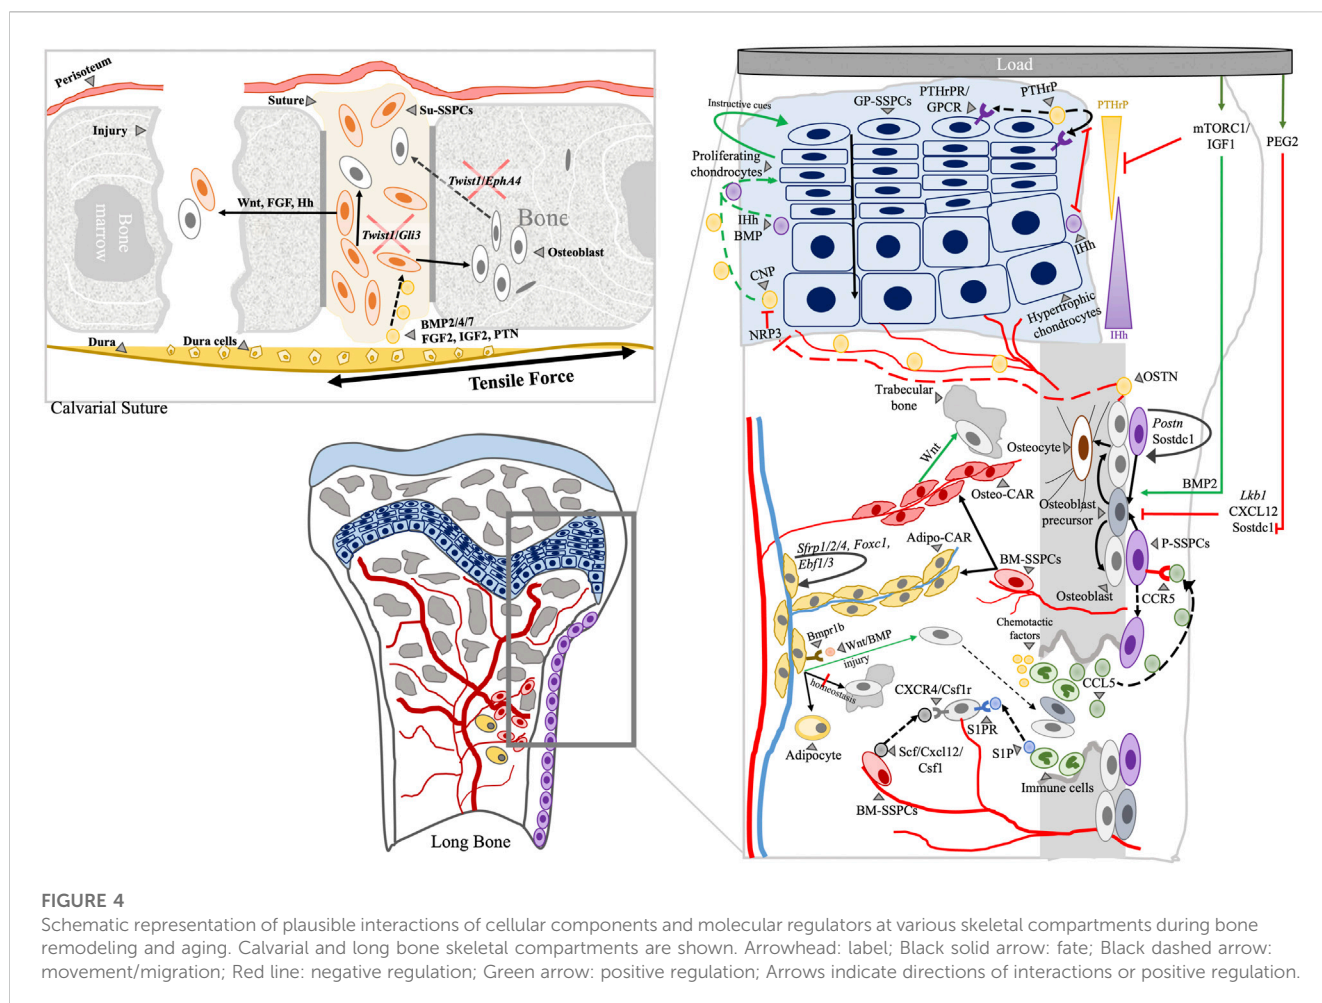 Perisoteum
Suture
Su-SSPCs
Injury
Bone
marrow
Wnt, FGF, Hh
Twist1/EphA4
Bone
Twist1/Gli3
Osteoblast
BMP2/4/7
FGF2, IGF2, PTN
Dura
Dura cells
Tensile Force
Calvarial Suture
Long Bone
Load
Instructive cues
GP-SSPCs
PTHrPR/
GPCR
PTHrP
PTHrP
mTORC1/
IGF1
PEG2
Proliferating
chondrocytes
IHh
BMP
IHh
CNP
Hypertrophic
chondrocytes
NRP3
IHh
OSTN
Trabecular
bone
Postn
Sostdc1
Wnt
Osteocyte
Osteo-CAR
BMP2
Osteoblast
precursor
Lkb1
CXCL12
Sostdc1
Sfrp1/2/4, Foxc1,
Ebf1/3
Adipo-CAR
BM-SSPCs
P-SSPCs
Osteoblast
CCR5
Bmpr1b
Wnt/BMP
injury
Chemotactic
factors
homeostasis
CCL5
CXCR4/Csf1r
S1PR
Adipocyte
Scf/Cxcl12/
Csf1
S1P
Immune cells
BM-SSPCs
FIGURE 4
Schematic representation of plausible interactions of cellular components and molecular regulators at various skeletal compartments during bone
remodeling and aging. Calvarial and long bone skeletal compartments are shown. Arrowhead: label; Black solid arrow: fate; Black dashed arrow:
movement/migration; Red line: negative regulation; Green arrow: positive regulation; Arrows indicate directions of interactions or positive regulation.